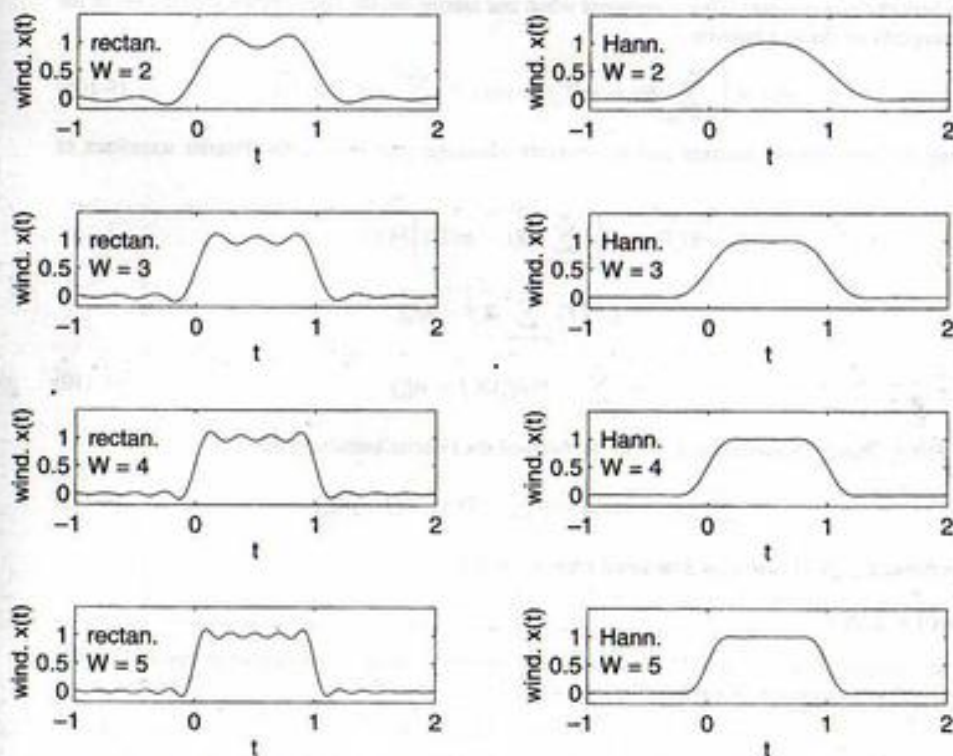 wind. x(t)
1
0.5
0
rectan.
W = 2
−1 0 1 2
t
wind. x(t)
1
0.5
0
Hann.
W = 2
−1 0 1 2
t
wind. x(t)
1
0.5
0
rectan.
W = 3
−1 0 1 2
t
wind. x(t)
1
0.5
0
Hann.
W = 3
−1 0 1 2
t
wind. x(t)
1
0.5
0
rectan.
W = 4
−1 0 1 2
t
wind. x(t)
1
0.5
0
Hann.
W = 4
−1 0 1 2
t
wind. x(t)
1
0.5
0
rectan.
W = 5
−1 0 1 2
t
wind. x(t)
1
0.5
0
Hann.
W = 5
−1 0 1 2
t